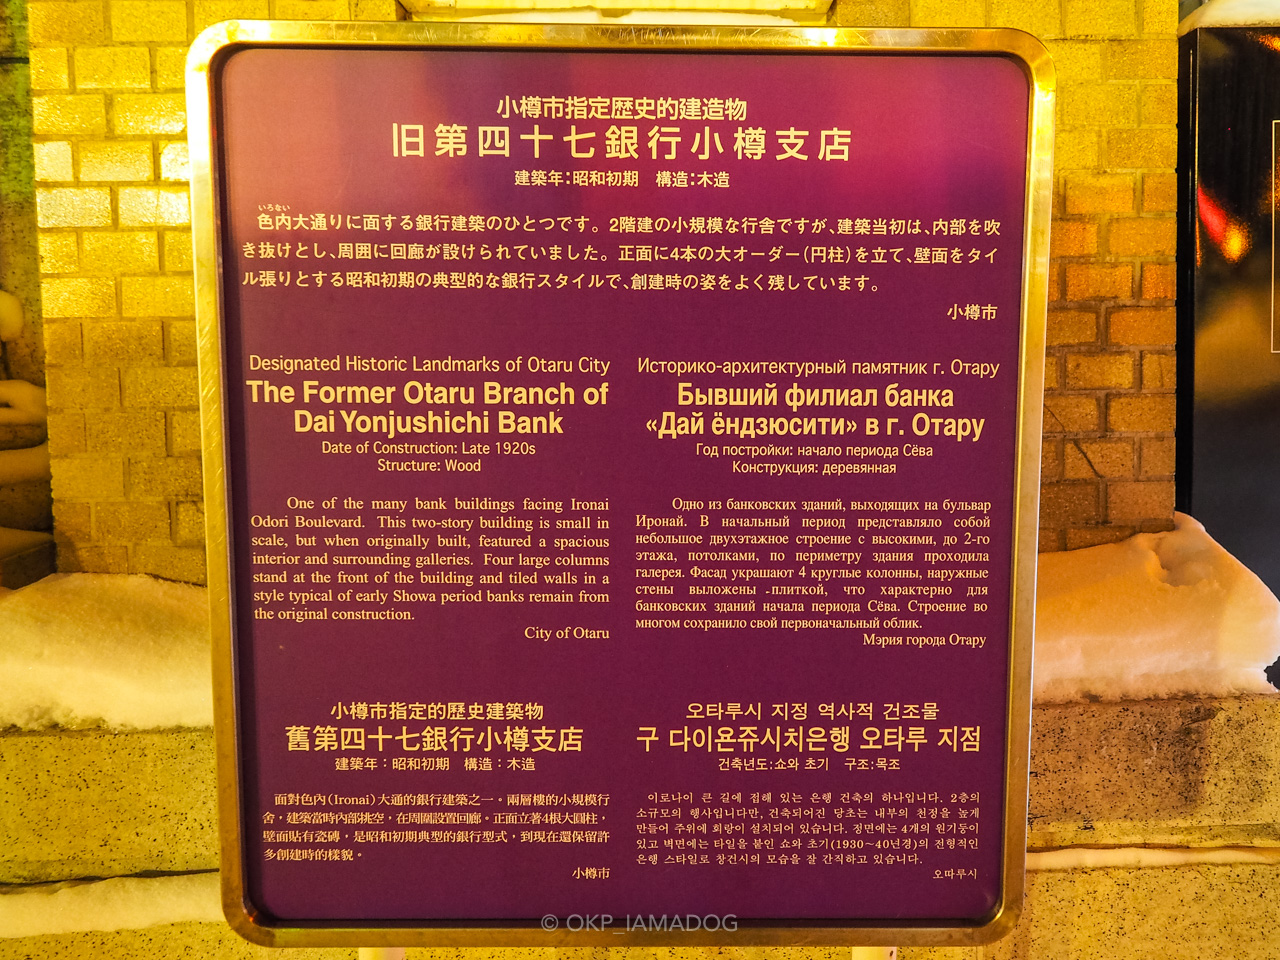 小樽市指定歴史的建造物
旧第四十七銀行小樽支店
建築年:昭和初期　構造:木造
いろない
色内大通りに面する銀行建築のひとつです。2階建の小規模な行舎ですが、建築当初は、内部を吹
き抜けとし、周囲に回廊が設けられていました。正面に4本の大オーダー(円柱)を立て、壁面をタイ
ル張りとする昭和初期の典型的な銀行スタイルで、創建時の姿をよく残しています。
小樽市
Designated Historic Landmarks of Otaru City
The Former Otaru Branch of
Dai Yonjushichi Bank
Date of Construction: Late 1920s
Structure: Wood
One of the many bank buildings facing Ironai
Odori Boulevard. This two-story building is small in
scale, but when originally built, featured a spacious
interior and surrounding galleries. Four large columns
stand at the front of the building and tiled walls in a
style typical of early Showa period banks remain from
the original construction.
City of Otaru
Историко-архитектурный памятник г. Отару
Бывший филиал банка
«Дай ёндзюсити» в г. Отару
Год постройки: начало периода Сёва
Конструкция: деревянная
Одно из банковских зданий, выходящих на бульвар
Иронай. В начальный период представляло собой
небольшое двухэтажное строение с высокими, до 2-го
этажа, потолками, по периметру здания проходила
галерея. Фасад украшают 4 круглые колонны, наружные
стены выложены плиткой, что характерно для
банковских зданий начала периода Сёва. Строение во
многом сохранило свой первоначальный облик.
Мэрия города Отару
小樽市指定的歷史建築物
舊第四十七銀行小樽支店
建築年：昭和初期　構造：木造
面對色內(Ironai)大通的銀行建築之一。兩層樓的小規模行
舍，建築當時內部挑空，在周圍設置回廊。正面立著4根大圓柱，
壁面貼有瓷磚，是昭和初期典型的銀行型式，到現在還保留許
多創建時的樣貌。
小樽市
오타루시 지정 역사적 건조물
구 다이욘쥬시치은행 오타루 지점
건축년도:쇼와 초기　구조:목조
이로나이 큰 길에 접해 있는 은행 건축의 하나입니다. 2층의
소규모의 행사입니다만, 건축되어진 당초는 내부의 천정을 높게
만들어 주위에 회랑이 설치되어 있습니다. 정면에는 4개의 원기둥이
있고 벽면에는 타일을 붙인 쇼와 초기(1930~40년경)의 전형적인
은행 스타일로 창건시의 모습을 잘 간직하고 있습니다.
오따루시
© OKP_IAMADOG